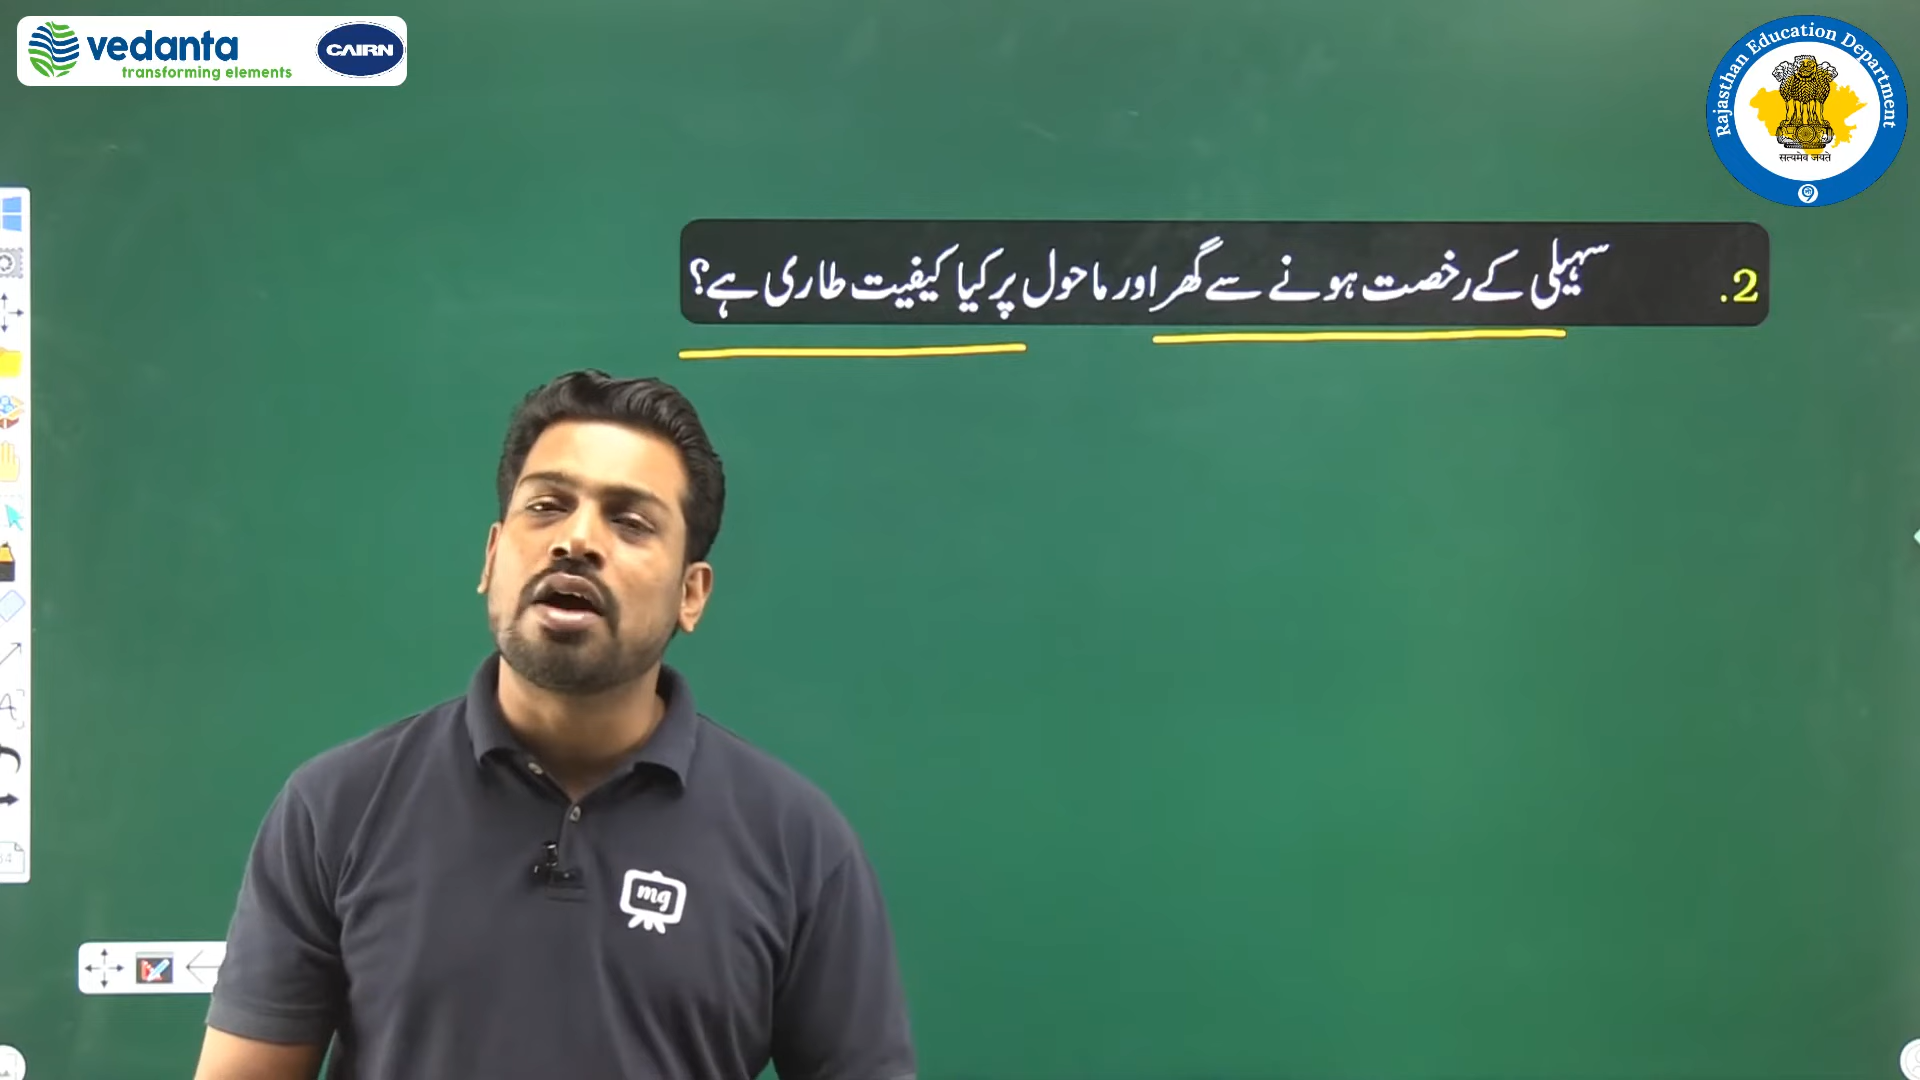 vedanta
transforming elements
CAIRN
Rajasthan Education Department
सत्यमेव जयते
2. سہیلی کے رخصت ہونے سے گھر اور ماحول پر کیا کیفیت طاری ہے؟
mg